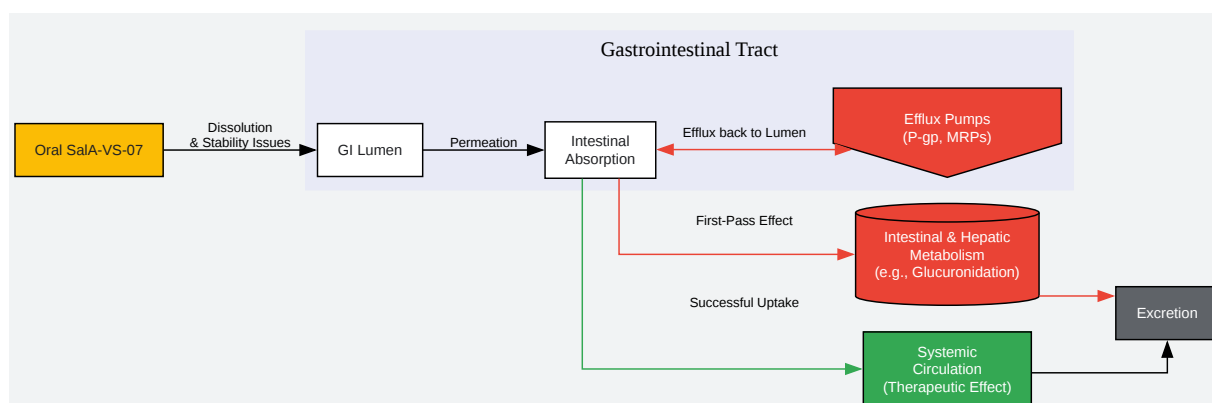 Gastrointestinal Tract
Oral SalA-VS-07
Dissolution
& Stability Issues
GI Lumen
Permeation
Intestinal
Absorption
Efflux back to Lumen
Efflux Pumps
(P-gp, MRPs)
First-Pass Effect
Intestinal & Hepatic
Metabolism
(e.g., Glucuronidation)
Successful Uptake
Systemic
Circulation
(Therapeutic Effect)
Excretion